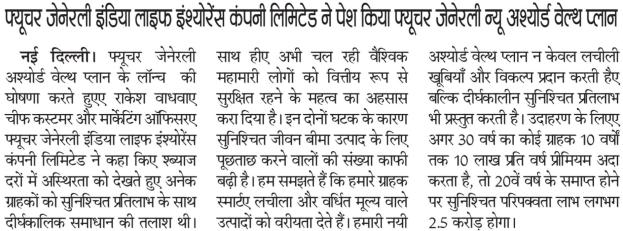 फ्यूचर जेनेरली इंडिया लाइफ इंश्योरेंस कंपनी लिमिटेड ने पेश किया फ्यूचर जेनेरली न्यू अश्योर्ड वेल्थ प्लान
नई दिल्ली। फ्यूचर जेनेरली
अश्योर्ड वेल्थ प्लान के लॉन्च की
घोषणा करते हुएए राकेश वाधवाए
चीफ कस्टमर और मार्केटिंग ऑफिसरए
फ्यूचर जेनेरली इंडिया लाइफ इंश्योरेंस
कंपनी लिमिटेड ने कहा किए श्ब्याज
दरों में अस्थिरता को देखते हुए अनेक
ग्राहकों को सुनिश्चित प्रतिलाभ के साथ
दीर्घकालिक समाधान की तलाश थी।
साथ हीए अभी चल रही वैश्विक
महामारी लोगों को वित्तीय रूप से
सुरक्षित रहने के महत्व का अहसास
करा दिया है। इन दोनों घटक के कारण
सुनिश्चित जीवन बीमा उत्पाद के लिए
पूछताछ करने वालों की संख्या काफी
बढ़ी है। हम समझते हैं कि हमारे ग्राहक
स्मार्टए लचीला और वर्धित मूल्य वाले
उत्पादों को वरीयता देते हैं। हमारी नयी
अश्योर्ड वेल्थ प्लान न केवल लचीली
खूबियाँ और विकल्प प्रदान करती हैए
बल्कि दीर्घकालीन सुनिश्चित प्रतिलाभ
भी प्रस्तुत करती है। उदाहरण के लिएए
अगर 30 वर्ष का कोई ग्राहक 10 वर्षों
तक 10 लाख प्रति वर्ष प्रीमियम अदा
करता है, तो 20वें वर्ष के समाप्त होने
पर सुनिश्चित परिपक्वता लाभ लगभग
2.5 करोड़ होगा।